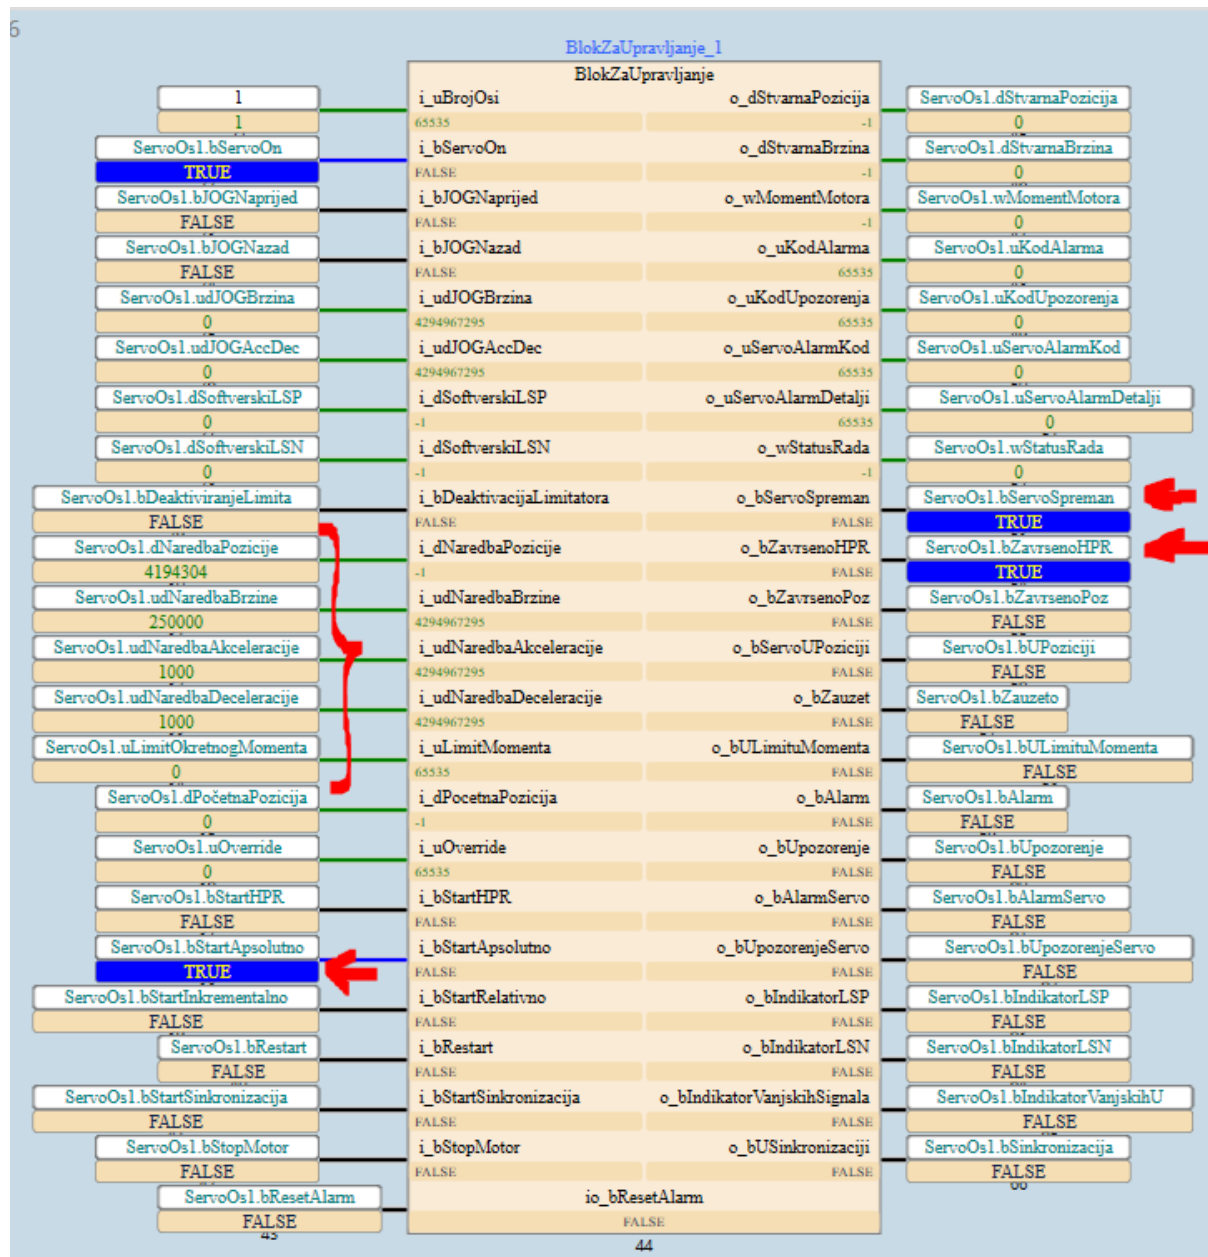 6
BlokZaUpravljanje_1
BlokZaUpravljanje
1 i_uBrojOsi o_dStvarnaPozicija ServoOs1.dStvarnaPozicija
1 65535 -1 0
ServoOs1.bServoOn i_bServoOn o_dStvarnaBrzina ServoOs1.dStvarnaBrzina
TRUE FALSE -1 0
ServoOs1.bJOGNaprijed i_bJOGNaprijed o_wMomentMotora ServoOs1.wMomentMotora
FALSE FALSE -1 0
ServoOs1.bJOGNazad i_bJOGNazad o_uKodAlarma ServoOs1.uKodAlarma
FALSE FALSE 65535 0
ServoOs1.udJOGBrzina i_udJOGBrzina o_uKodUpozorenja ServoOs1.uKodUpozorenja
0 4294967295 65535 0
ServoOs1.udJOGAccDec i_udJOGAccDec o_uServoAlarmKod ServoOs1.uServoAlarmKod
0 4294967295 65535 0
ServoOs1.dSoftverskiLSP i_dSoftverskiLSP o_uServoAlarmDetalji ServoOs1.uServoAlarmDetalji
0 -1 65535 0
ServoOs1.dSoftverskiLSN i_dSoftverskiLSN o_wStatusRada ServoOs1.wStatusRada
0 -1 -1 0
ServoOs1.bDeaktiviranjeLimita i_bDeaktivacijaLimitatora o_bServoSpreman ServoOs1.bServoSpreman
FALSE FALSE FALSE TRUE
ServoOs1.dNaredbaPozicije i_dNaredbaPozicije o_bZavrsenoHPR ServoOs1.bZavrsenoHPR
4194304 -1 FALSE TRUE
ServoOs1.udNaredbaBrzine i_udNaredbaBrzine o_bZavrsenoPoz ServoOs1.bZavrsenoPoz
250000 4294967295 FALSE FALSE
ServoOs1.udNaredbaAkceleracije i_udNaredbaAkceleracije o_bServoUPoziciji ServoOs1.bUPoziciji
1000 4294967295 FALSE FALSE
ServoOs1.udNaredbaDeceleracije i_udNaredbaDeceleracije o_bZauzet ServoOs1.bZauzeto
1000 4294967295 FALSE FALSE
ServoOs1.uLimitOkretnogMomenta i_uLimitMomenta o_bULimituMomenta ServoOs1.bULimituMomenta
0 65535 FALSE FALSE
ServoOs1.dPočetnaPozicija i_dPocetnaPozicija o_bAlarm ServoOs1.bAlarm
0 -1 FALSE FALSE
ServoOs1.uOverride i_uOverride o_bUpozorenje ServoOs1.bUpozorenje
0 65535 FALSE FALSE
ServoOs1.bStartHPR i_bStartHPR o_bAlarmServo ServoOs1.bAlarmServo
FALSE FALSE FALSE FALSE
ServoOs1.bStartApsolutno i_bStartApsolutno o_bUpozorenjeServo ServoOs1.bUpozorenjeServo
TRUE FALSE FALSE FALSE
ServoOs1.bStartInkrementalno i_bStartRelativno o_bIndikatorLSP ServoOs1.bIndikatorLSP
FALSE FALSE FALSE FALSE
ServoOs1.bRestart i_bRestart o_bIndikatorLSN ServoOs1.bIndikatorLSN
FALSE FALSE FALSE FALSE
ServoOs1.bStartSinkronizacija i_bStartSinkronizacija o_bIndikatorVanjskihSignala ServoOs1.bIndikatorVanjskihU
FALSE FALSE FALSE FALSE
ServoOs1.bStopMotor i_bStopMotor o_bUSinkronizaciji ServoOs1.bSinkronizacija
FALSE FALSE FALSE FALSE
ServoOs1.bResetAlarm io_bResetAlarm
FALSE FALSE
44